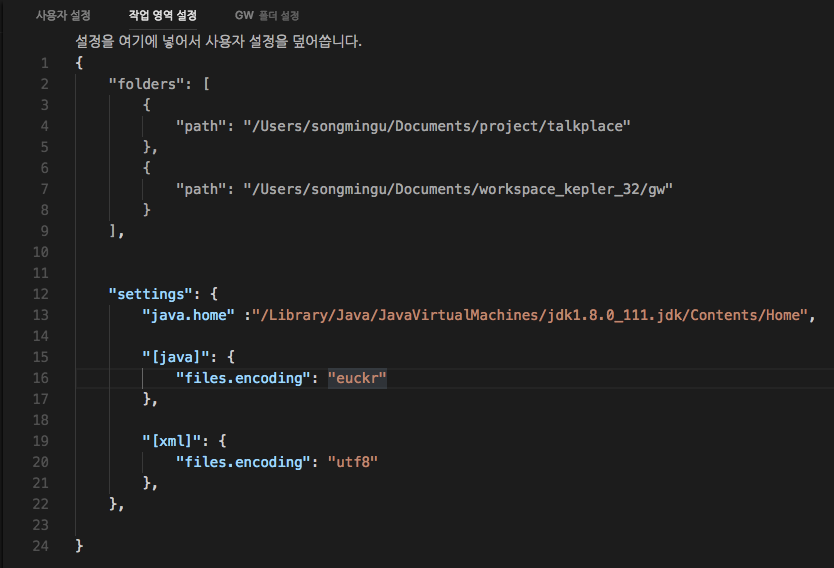 사용자 설정 작업 영역 설정 GW 폴더 설정
설정을 여기에 넣어서 사용자 설정을 덮어씁니다.
1 {
2 "folders": [
3 {
4 "path": "/Users/songmingu/Documents/project/talkplace"
5 },
6 {
7 "path": "/Users/songmingu/Documents/workspace_kepler_32/gw"
8 }
9 ],
10
11
12 "settings": {
13 "java.home" :"/Library/Java/JavaVirtualMachines/jdk1.8.0_111.jdk/Contents/Home",
14
15 "[java]": {
16 "files.encoding": "euckr"
17 },
18
19 "[xml]": {
20 "files.encoding": "utf8"
21 },
22 },
23
24 }